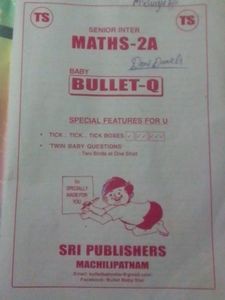 TS TS
SENIOR INTER
MATHS-2A
BABY
BULLET-Q
SPECIAL FEATURES FOR U
• TICK : TICK : TICK BOXES
• 'TWIN BABY QUESTIONS'
Two Birds at One Shot
SPECIALLY
MADE FOR
YOU
SRI PUBLISHERS
MACHILIPATNAM